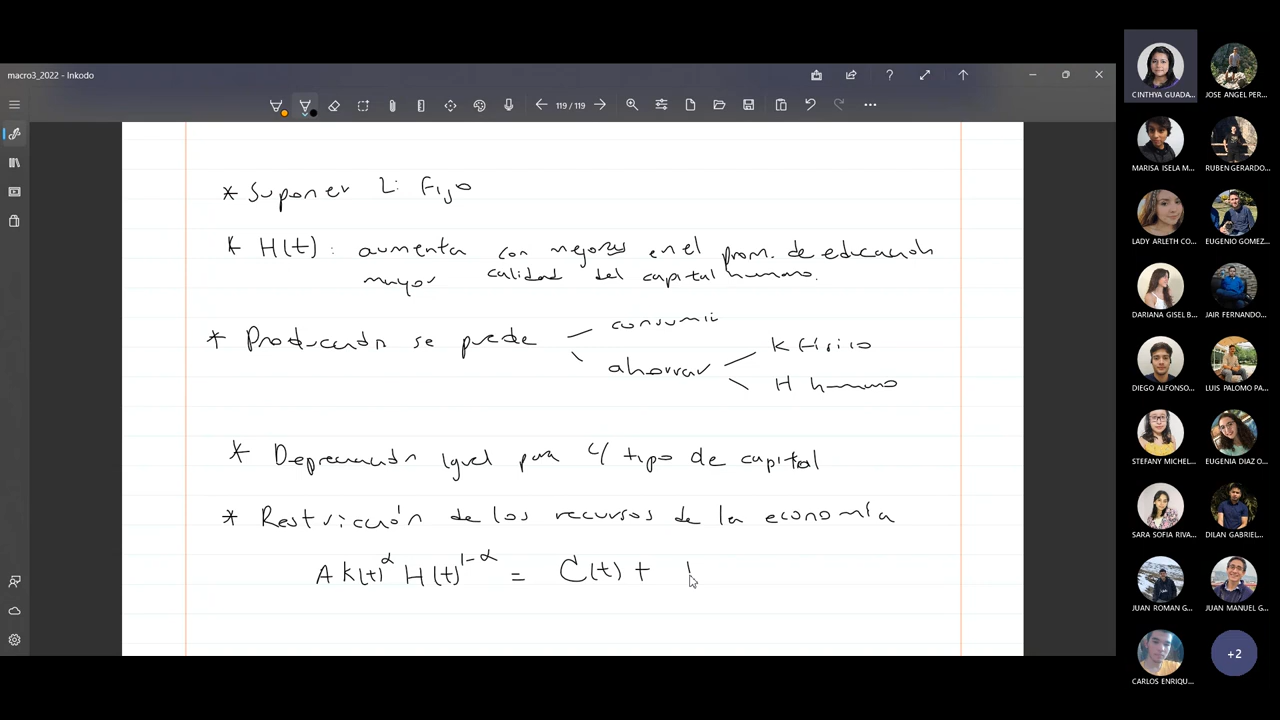 macro3_2022 - Inkodo
119 / 119
* Suponer L: Fijo
* H(t): aumenta con mejoras en el prom. de educación
mayor calidad del capital humano.
* Producción se puede
consumir
ahorrar
K físico
H humano
* Depreciación igual para c/ tipo de capital
* Restricción de los recursos de la economía
A K(t)^α H(t)^1-α = C(t) +
CINTHYA GUADA...
JOSE ANGEL PER...
MARISA ISELA M...
RUBEN GERARDO...
LADY ARLETH CO...
EUGENIO GOMEZ...
DARIANA GISEL B...
JAIR FERNANDO...
DIEGO ALFONSO...
LUIS PALOMO PA...
STEFANY MICHEL...
EUGENIA DIAZ O...
SARA SOFIA RIVA...
DILAN GABRIEL...
JUAN ROMAN G...
JUAN MANUEL G...
CARLOS ENRIQU...
+2